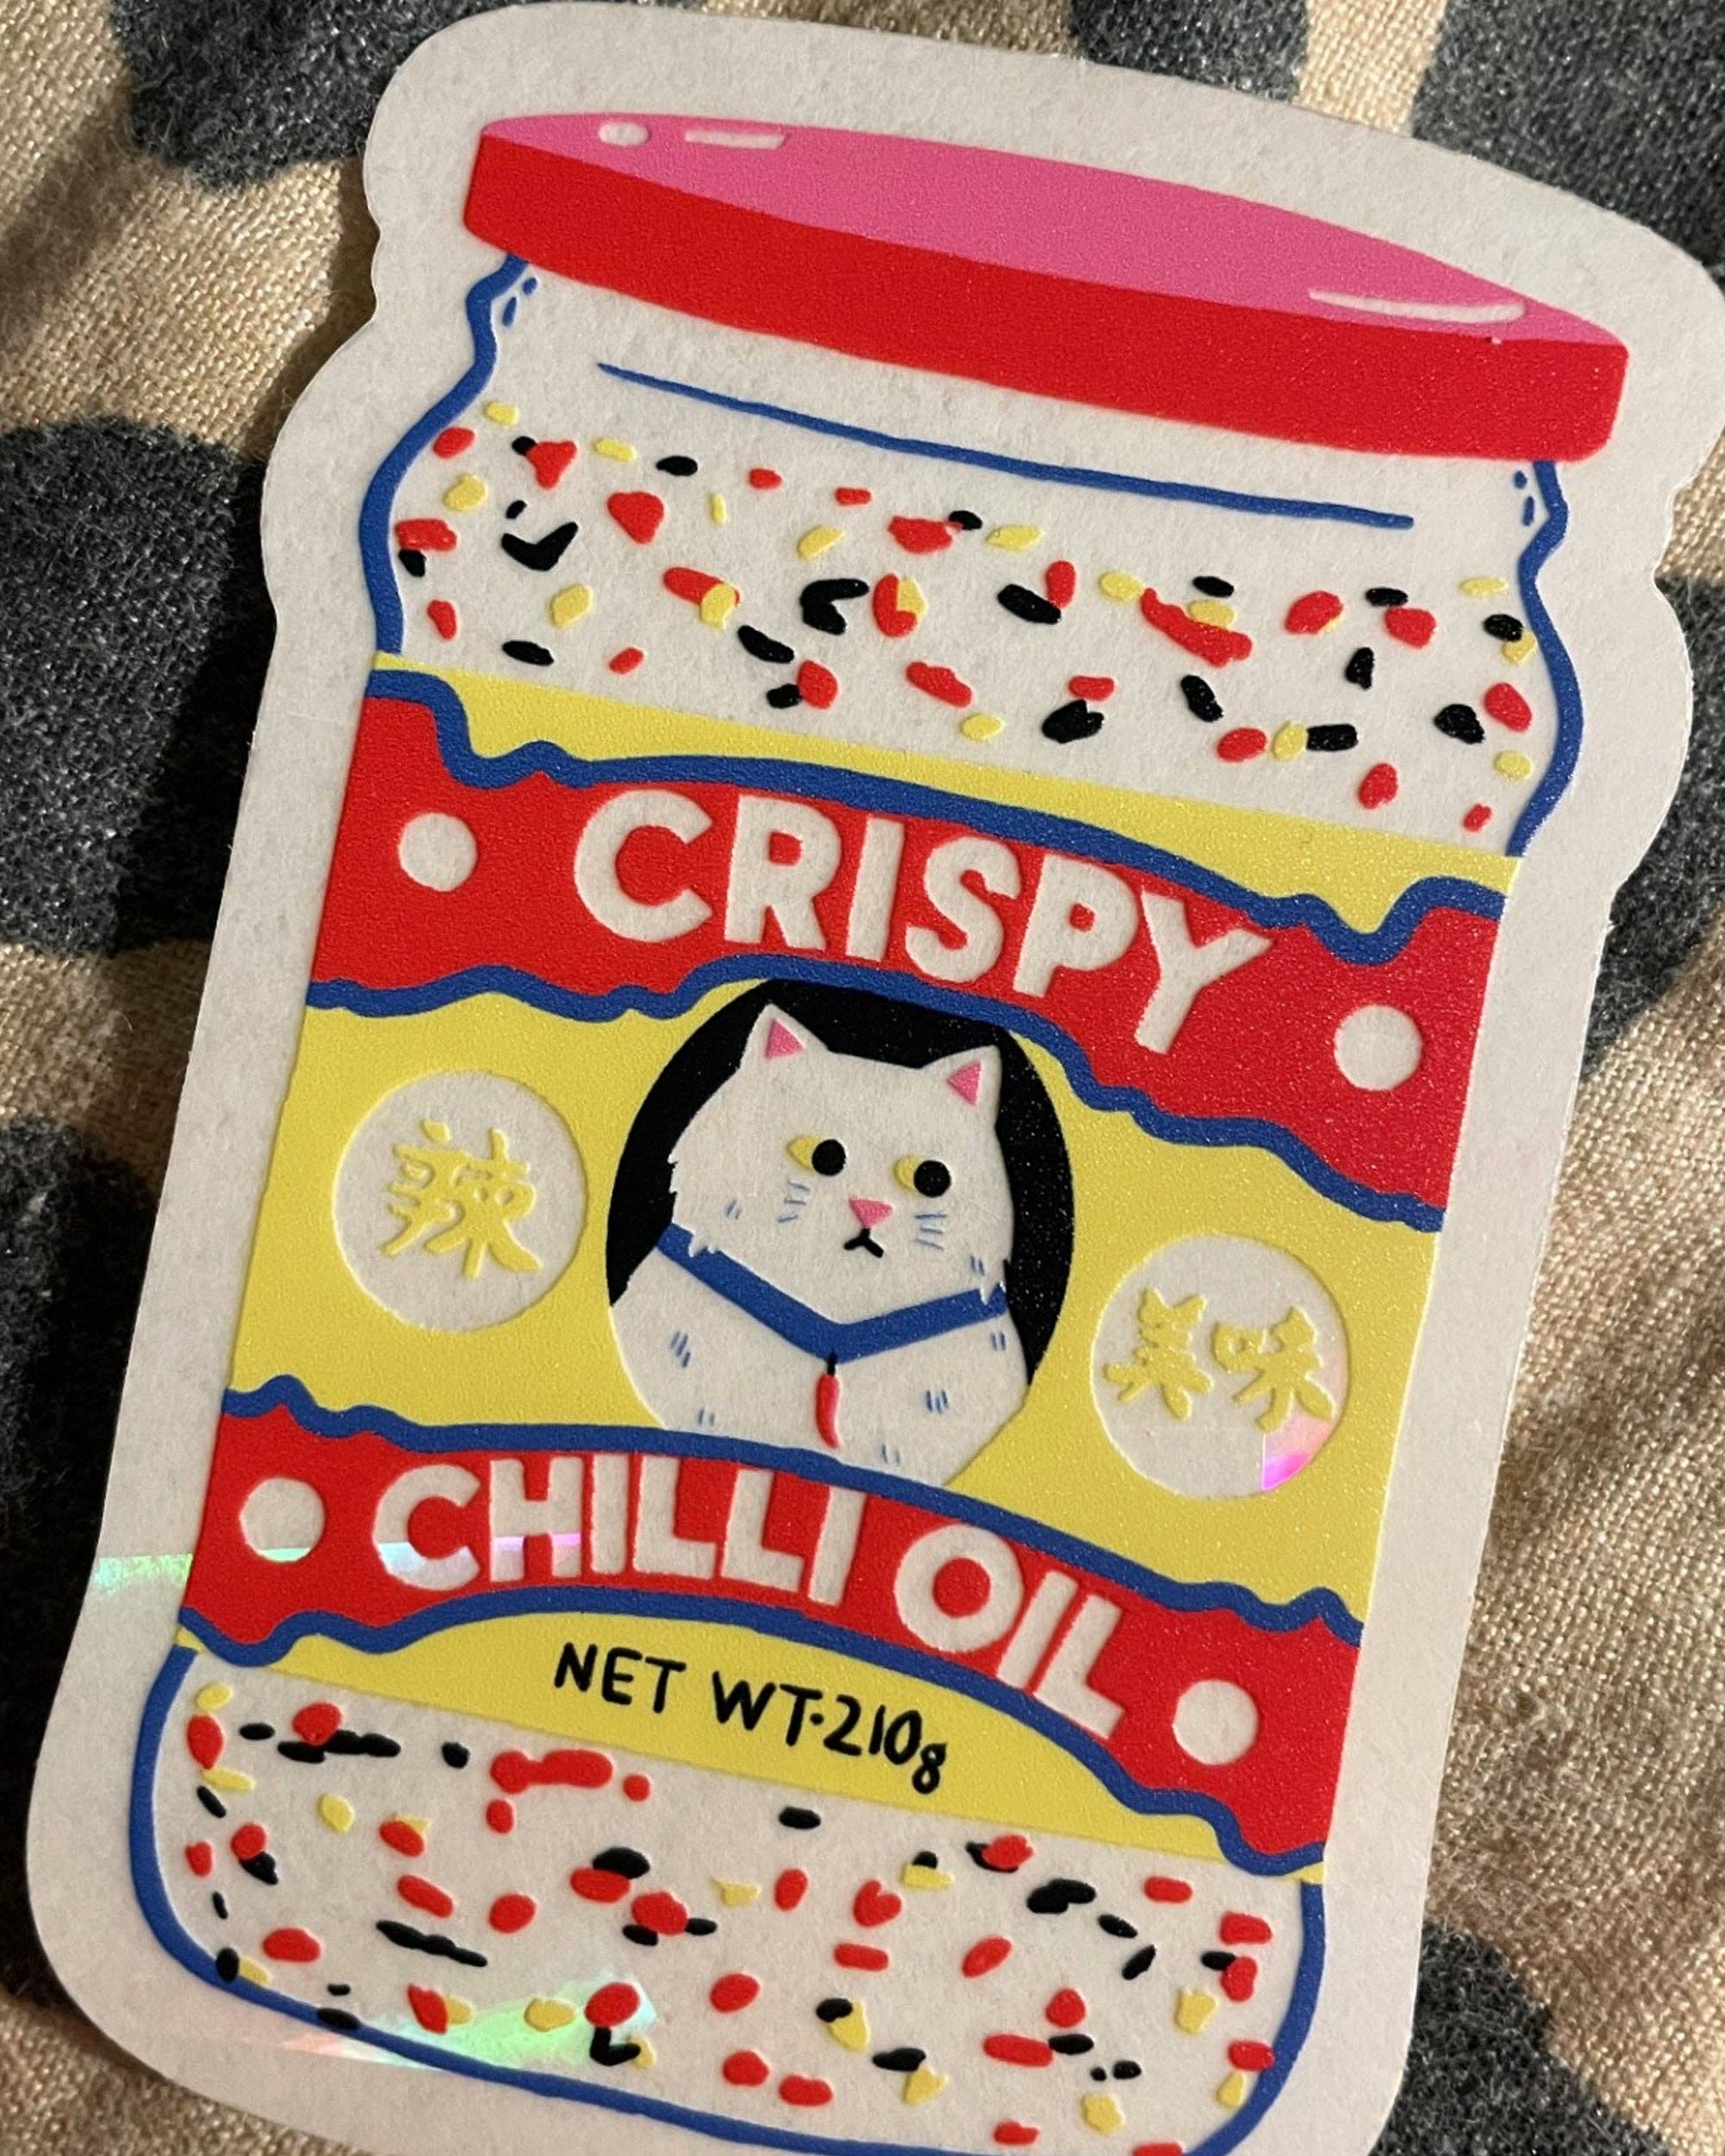 CRISPY
辣
美味
CHILLI OIL
NET WT.210g